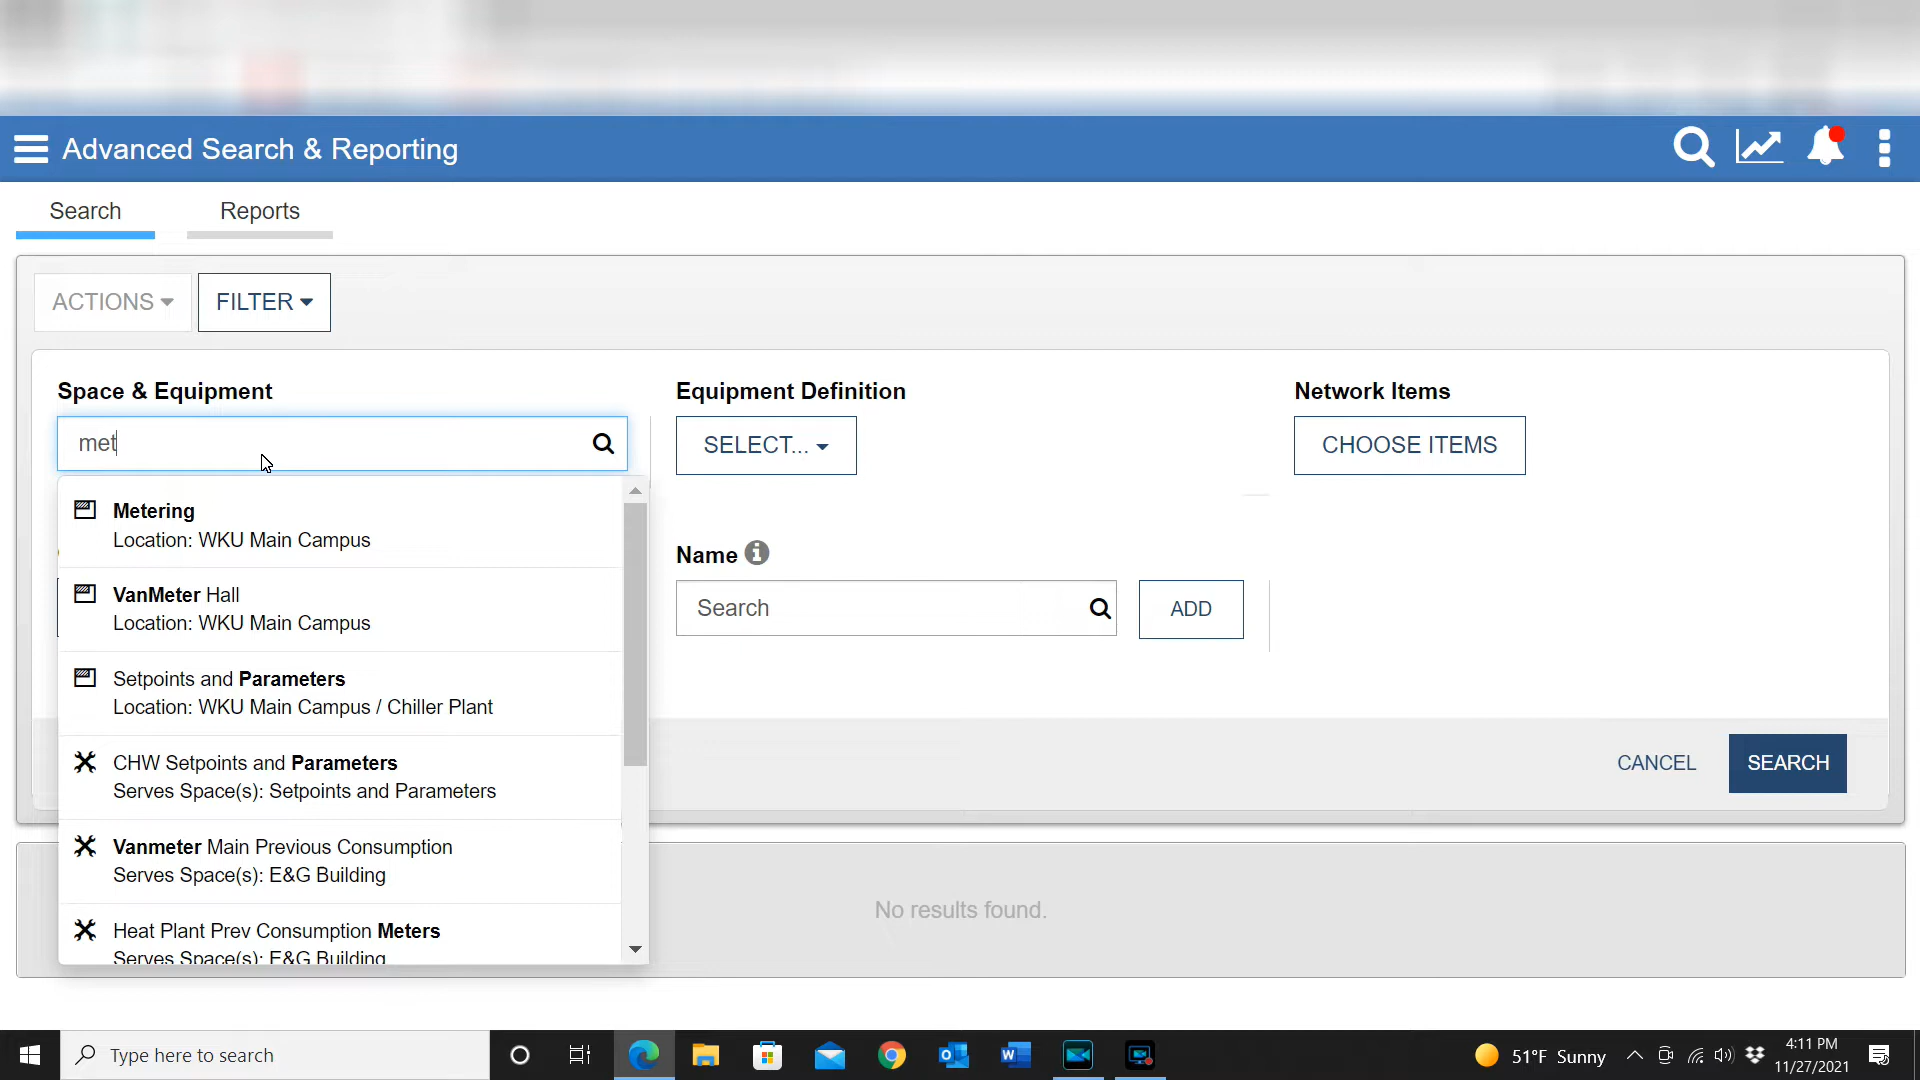 Advanced Search & Reporting
Search
Reports
ACTIONS
FILTER
Space & Equipment
Equipment Definition
Network Items
met
SELECT...
CHOOSE ITEMS
Metering
Location: WKU Main Campus
VanMeter Hall
Location: WKU Main Campus
Setpoints and Parameters
Location: WKU Main Campus / Chiller Plant
CHW Setpoints and Parameters
Serves Space(s): Setpoints and Parameters
Vanmeter Main Previous Consumption
Serves Space(s): E&G Building
Heat Plant Prev Consumption Meters
Serves Space(s): E&G Building
Name
Search
ADD
CANCEL
SEARCH
No results found.
Type here to search
51°F Sunny
4:11 PM
11/27/2021